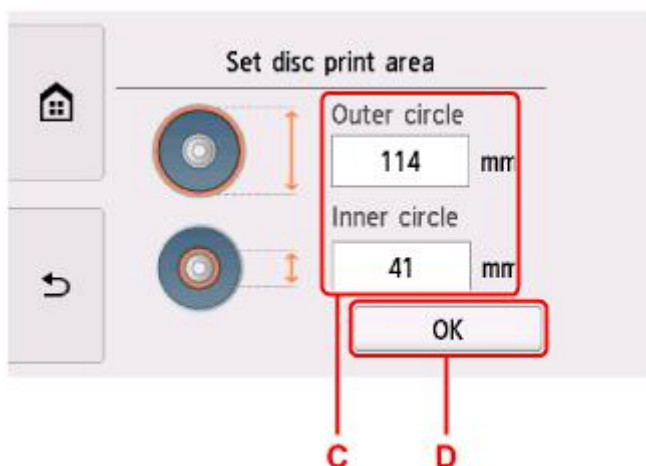 Set disc print area
Outer circle
114 mm
Inner circle
41 mm
OK
C D